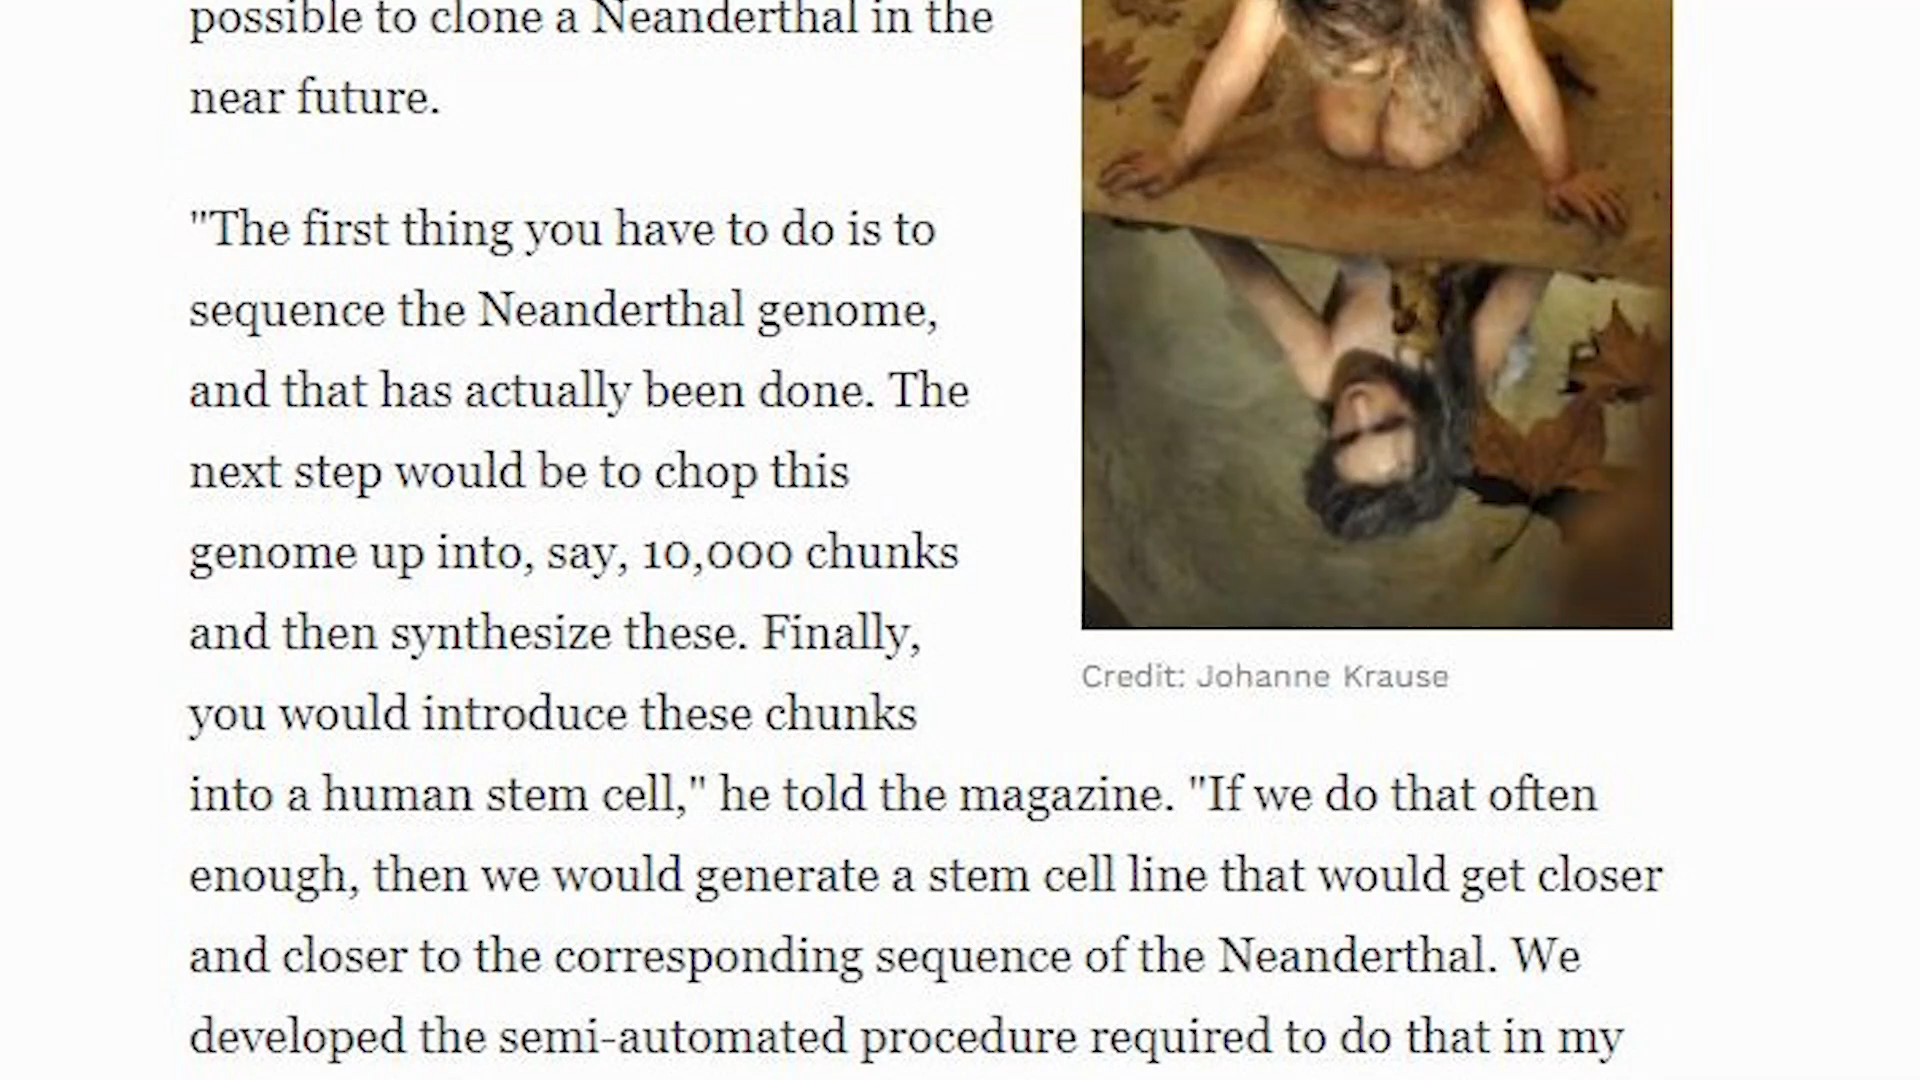 possible to clone a Neanderthal in the
near future.
"The first thing you have to do is to
sequence the Neanderthal genome,
and that has actually been done. The
next step would be to chop this
genome up into, say, 10,000 chunks
and then synthesize these. Finally,
you would introduce these chunks
into a human stem cell," he told the magazine. "If we do that often
enough, then we would generate a stem cell line that would get closer
and closer to the corresponding sequence of the Neanderthal. We
developed the semi-automated procedure required to do that in my
Credit: Johanne Krause